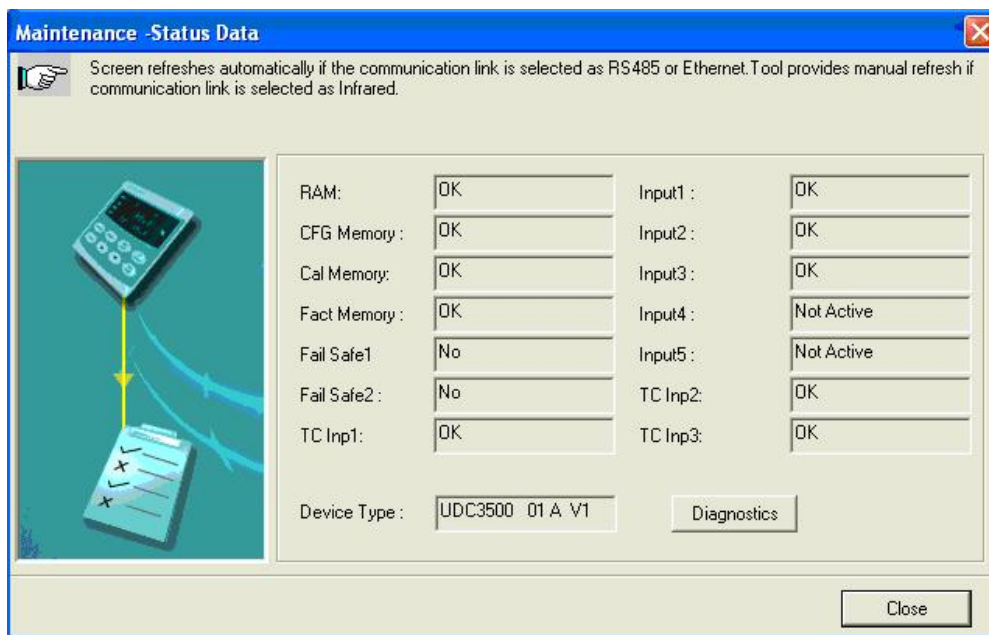 Maintenance -Status Data
Screen refreshes automatically if the communication link is selected as RS485 or Ethernet.Tool provides manual refresh if
communication link is selected as Infrared.
RAM: OK Input1 : OK
CFG Memory : OK Input2 : OK
Cal Memory: OK Input3 : OK
Fact Memory : OK Input4 : Not Active
Fail Safe1 No Input5 : Not Active
Fail Safe2 : No TC Inp2: OK
TC Inp1: OK TC Inp3: OK
Device Type : UDC3500 01 A V1 Diagnostics
Close